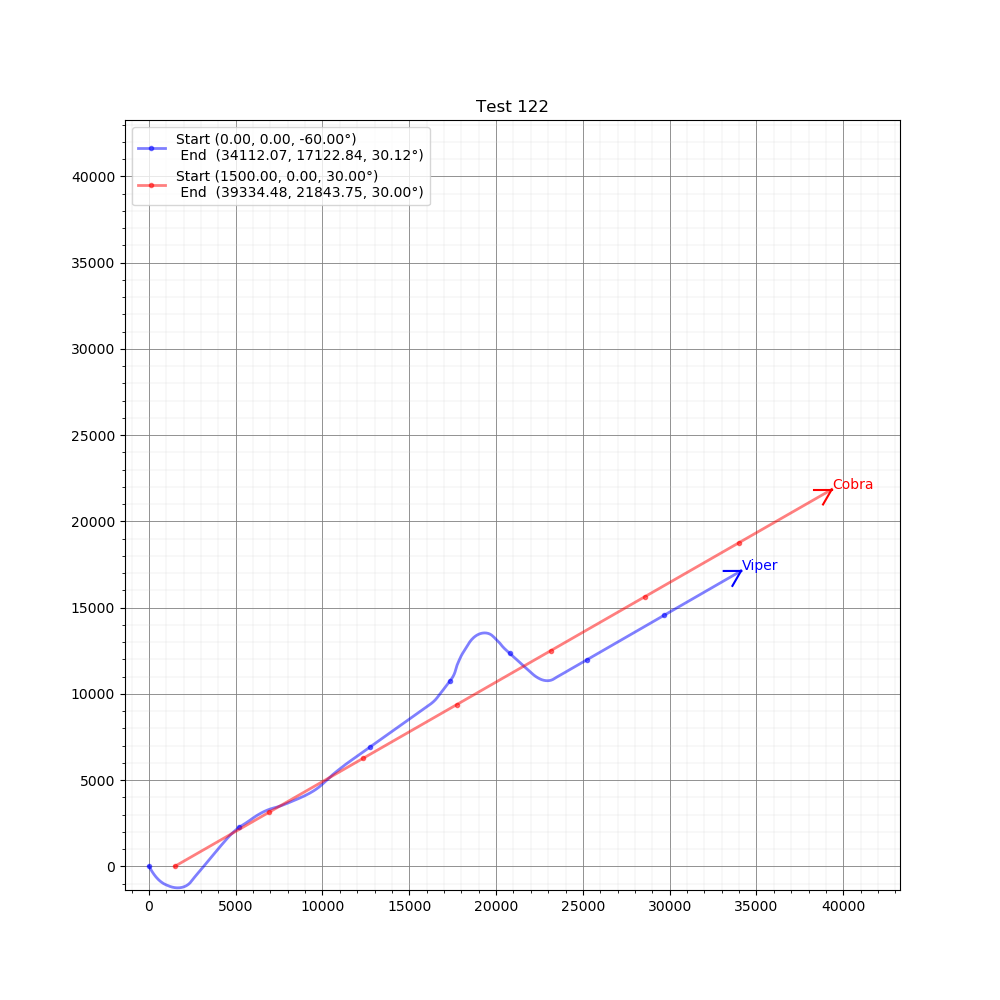 Test 122
Start (0.00, 0.00, -60.00°)
End (34112.07, 17122.84, 30.12°)
Start (1500.00, 0.00, 30.00°)
End (39334.48, 21843.75, 30.00°)
40000
35000
30000
25000
Cobra
20000
Viper
15000
10000
5000
0
0 5000 10000 15000 20000 25000 30000 35000 40000